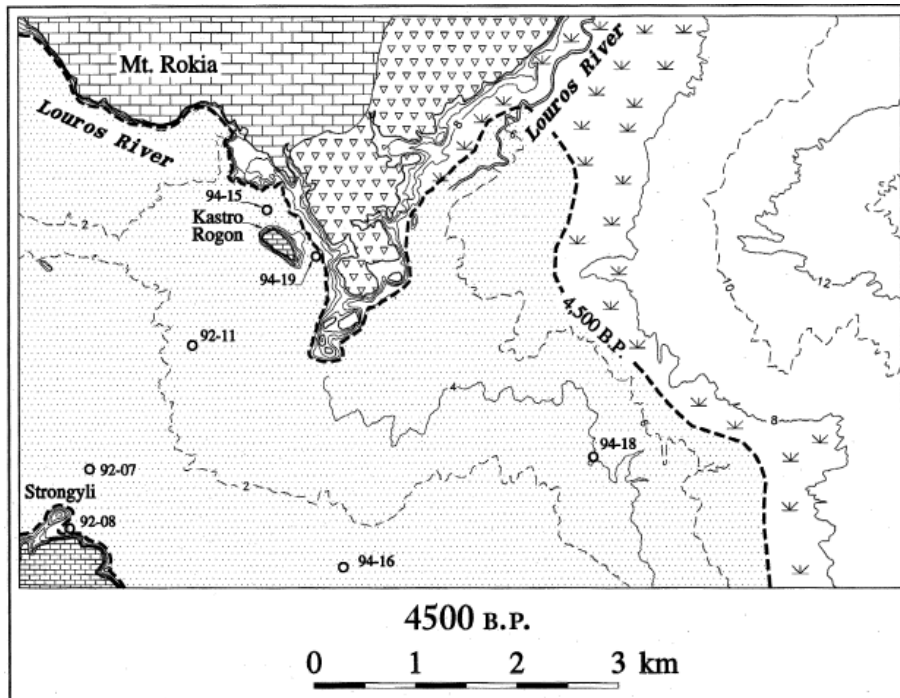 Mt. Rokia
Louros River
Louros River
94-15
Kastro
Rogon
94-19
2
92-11
4,500 B.P.
10
12
4
8
6
94-18
92-07
2
Strongyli
92-08
94-16
4500 B.P.
0 1 2 3 km